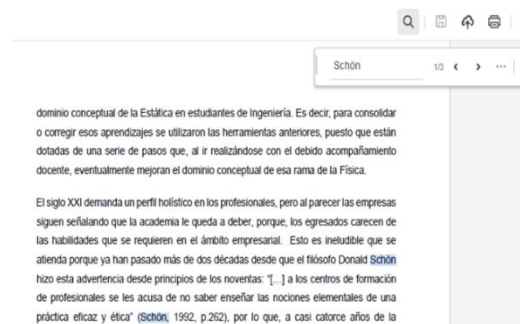 Schön 1/3
dominio conceptual de la Estática en estudiantes de Ingeniería. Es decir, para consolidar
o corregir esos aprendizajes se utilizaron las herramientas anteriores, puesto que están
dotadas de una serie de pasos que, al ir realizándose con el debido acompañamiento
docente, eventualmente mejoran el dominio conceptual de esa rama de la Física.
El siglo XXI demanda un perfil holístico en los profesionales, pero al parecer las empresas
siguen señalando que la academia le queda a deber, porque, los egresados carecen de
las habilidades que se requieren en el ámbito empresarial. Esto es ineludible que se
atienda porque ya han pasado más de dos décadas desde que el filósofo Donald Schön
hizo esta advertencia desde principios de los noventas: “[…] a los centros de formación
de profesionales se les acusa de no saber enseñar las nociones elementales de una
práctica eficaz y ética” (Schön, 1992, p.262), por lo que, a casi catorce años de la